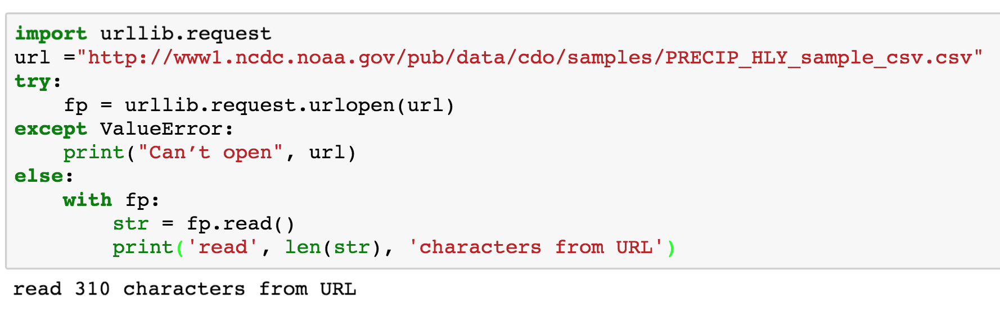 import urllib.request
url ="http://www1.ncdc.noaa.gov/pub/data/cdo/samples/PRECIP_HLY_sample_csv.csv"
try:
    fp = urllib.request.urlopen(url)
except ValueError:
    print("Can’t open", url)
else:
    with fp:
        str = fp.read()
        print('read', len(str), 'characters from URL')
read 310 characters from URL